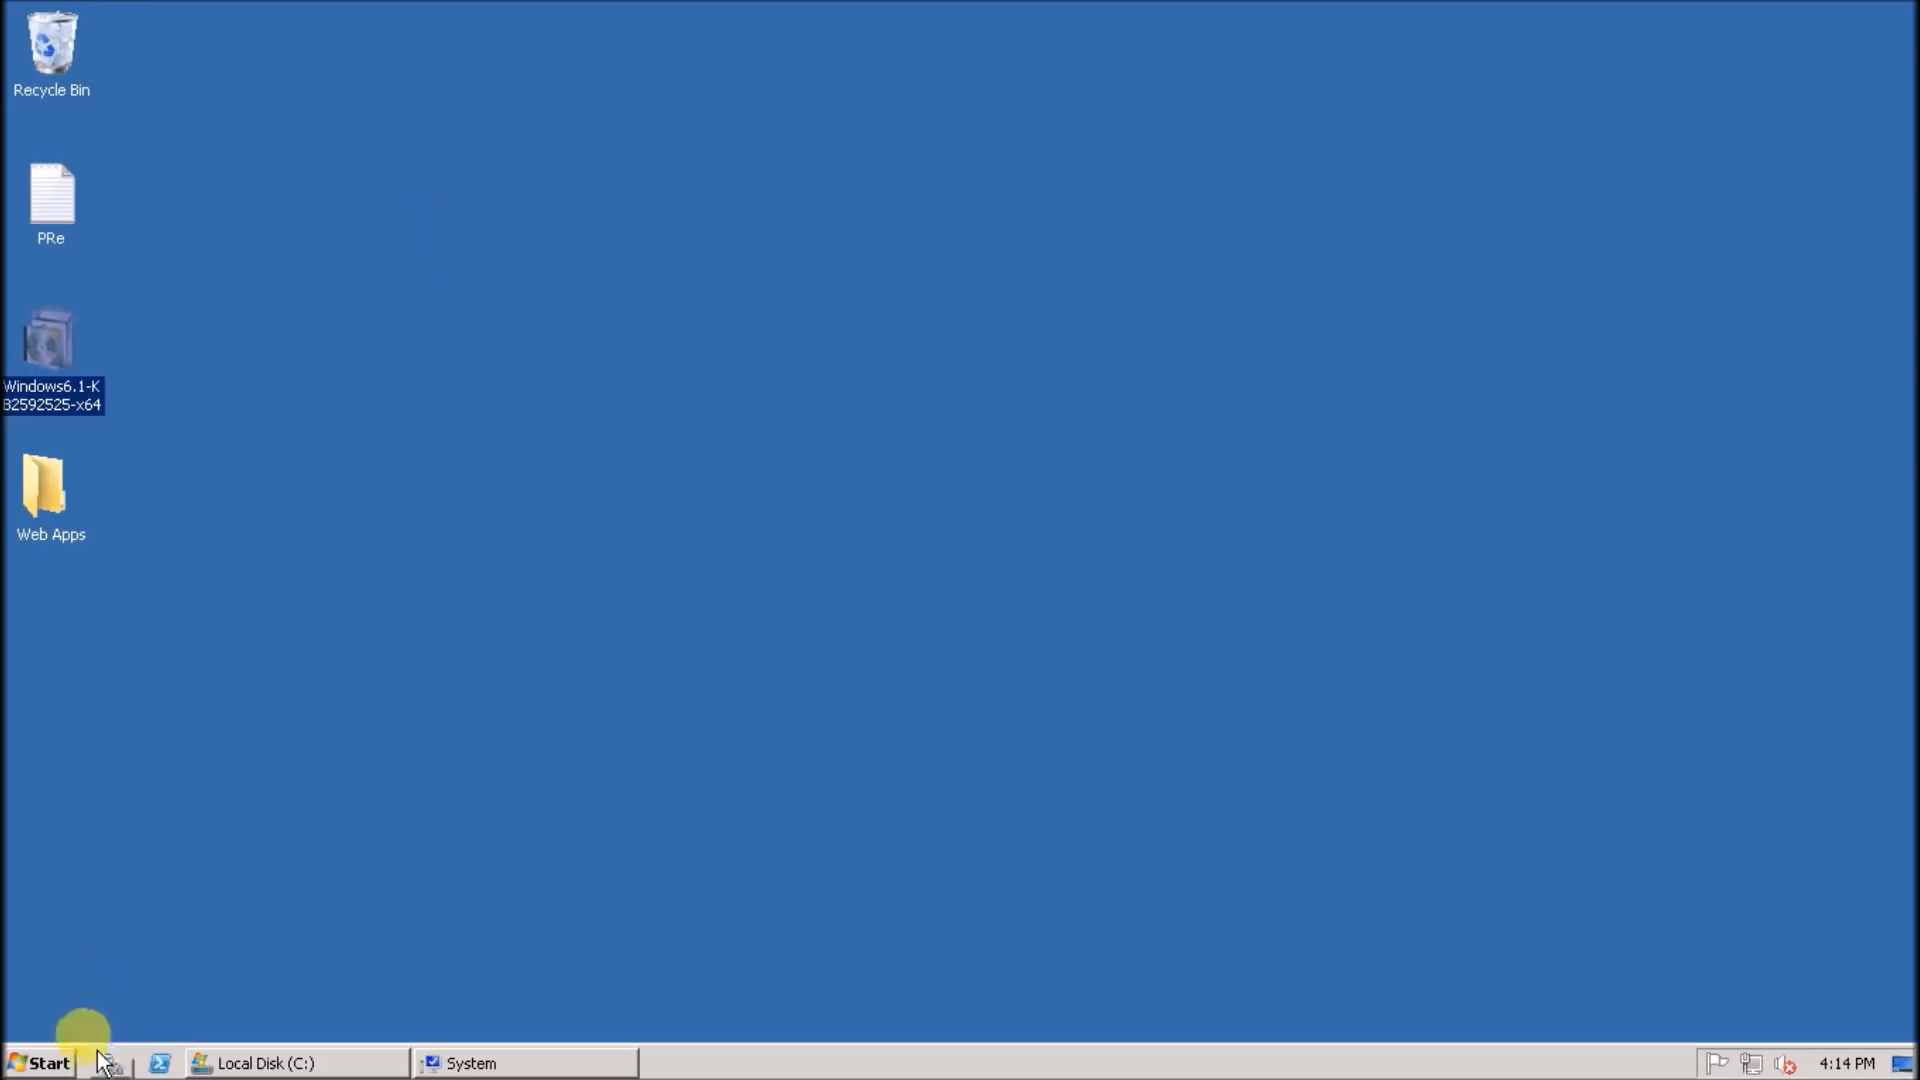 Recycle Bin
PRe
Windows6.1-K
B2592525-x64
Web Apps
Start
Local Disk (C:)
System
4:14 PM